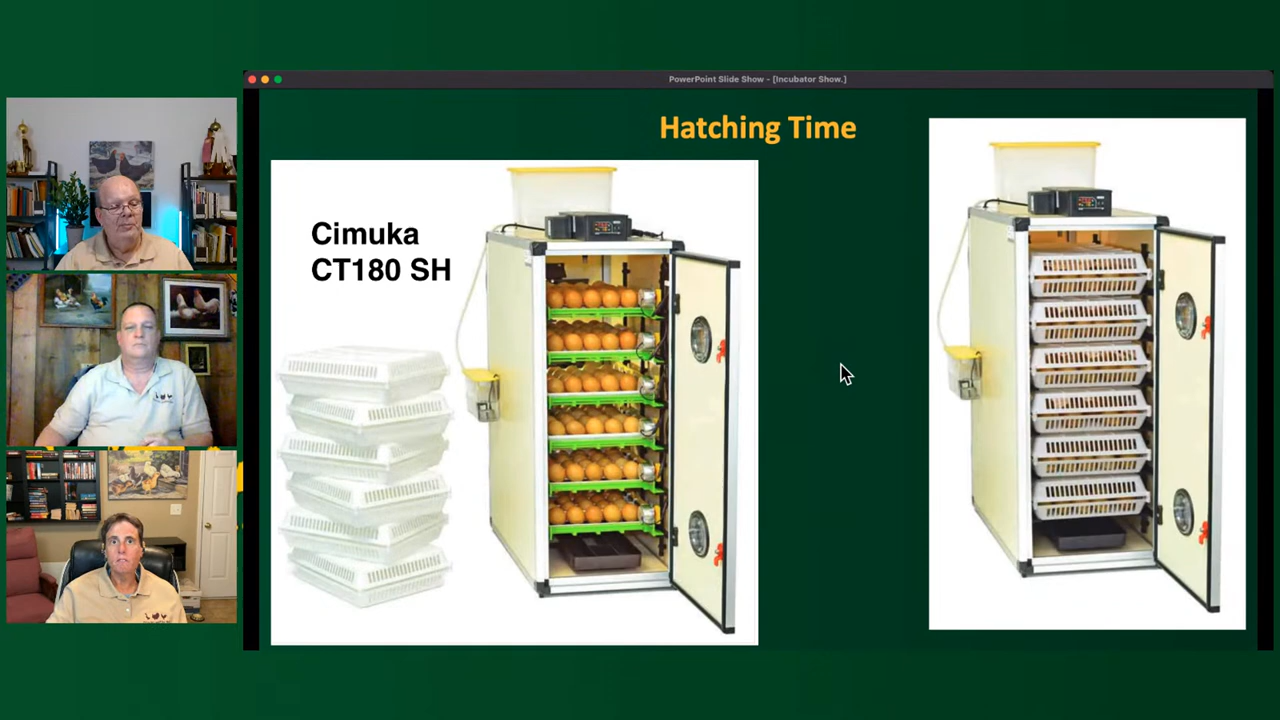 PowerPoint Slide Show - [Incubator Show.]
Hatching Time
Cimuka
CT180 SH